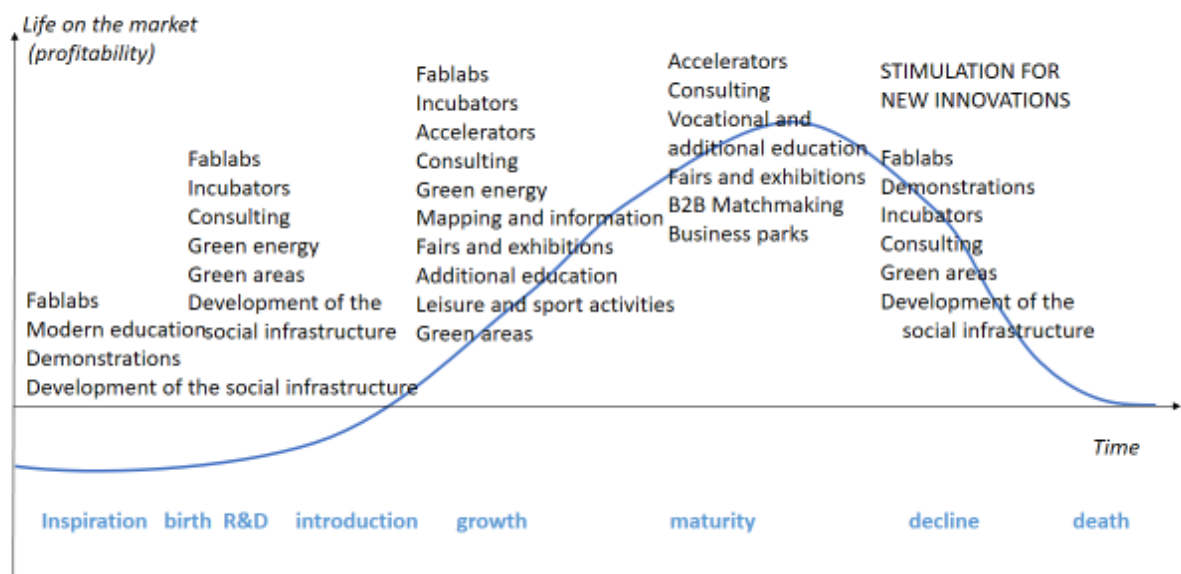 Life on the market
(profitability)
Fablabs
Modern education
Demonstrations
Development of the social infrastructure
Fablabs
Incubators
Consulting
Green energy
Green areas
Development of the
social infrastructure
Fablabs
Incubators
Accelerators
Consulting
Green energy
Mapping and information
Fairs and exhibitions
Additional education
Leisure and sport activities
Green areas
Accelerators
Consulting
Vocational and
additional education
Fairs and exhibitions
B2B Matchmaking
Business parks
STIMULATION FOR
NEW INNOVATIONS
Fablabs
Demonstrations
Incubators
Consulting
Green areas
Development of the
social infrastructure
Time
Inspiration birth R&D introduction growth maturity decline death